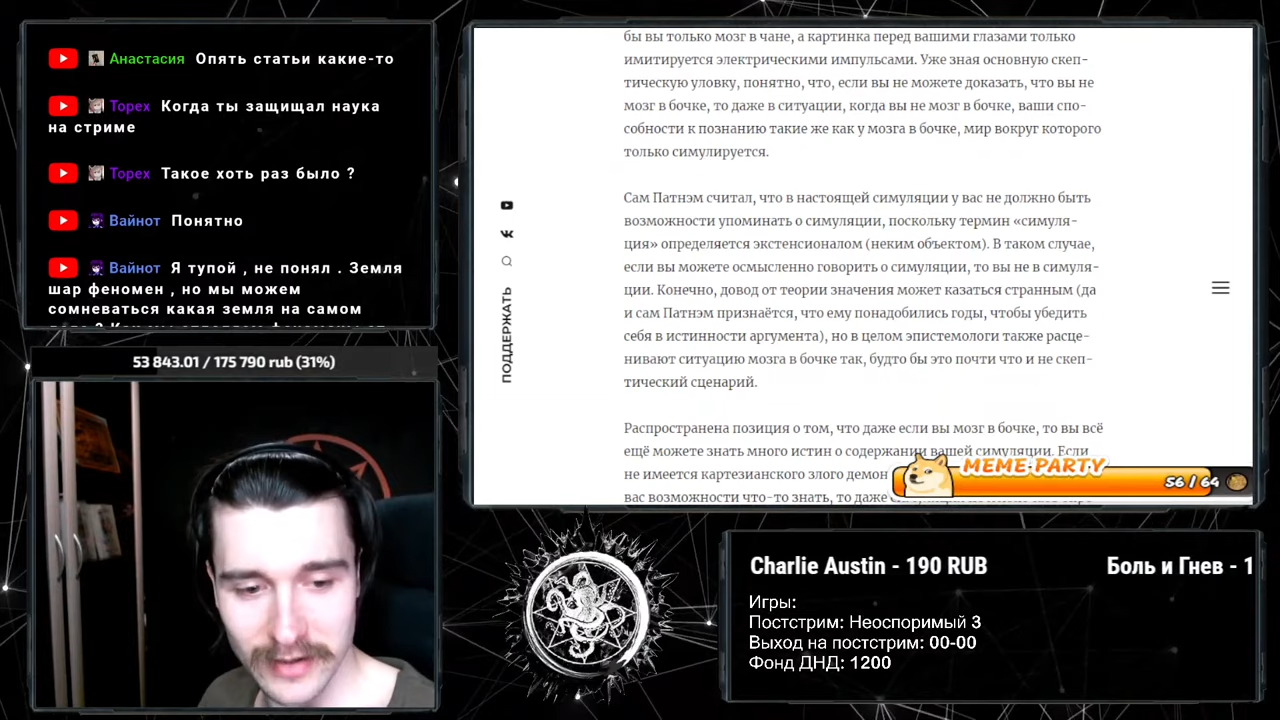 Анастасия Опять статьи какие-то
Торех Когда ты защищал наука
на стриме
Торех Такое хоть раз было ?
Вайнот Понятно
Вайнот Я тупой , не понял . Земля
шар феномен , но мы можем
сомневаться какая земля на самом
53 843.01 / 175 790 rub (31%)
бы вы только мозг в чане, а картинка перед вашими глазами только
имитируется электрическими импульсами. Уже зная основную скеп-
тическую уловку, понятно, что, если вы не можете доказать, что вы не
мозг в бочке, то даже в ситуации, когда вы не мозг в бочке, ваши спо-
собности к познанию такие же как у мозга в бочке, мир вокруг которого
только симулируется.
Сам Патнэм считал, что в настоящей симуляции у вас не должно быть
возможности упоминать о симуляции, поскольку термин «симуля-
ция» определяется экстенсионалом (неким объектом). В таком случае,
если вы можете осмысленно говорить о симуляции, то вы не в симуля-
ции. Конечно, довод от теории значения может казаться странным (да
и сам Патнэм признаётся, что ему понадобились годы, чтобы убедить
себя в истинности аргумента), но в целом эпистемологи также расце-
нивают ситуацию мозга в бочке так, будто бы это почти что и не скеп-
тический сценарий.
Распространена позиция о том, что даже если вы мозг в бочке, то вы всё
ещё можете знать много истин о содержании вашей симуляции. Если
не имеется картезианского злого демон
вас возможности что-то знать, то даже
ПОДДЕРЖАТЬ
MEME PARTY
56 / 64
Charlie Austin - 190 RUB
Боль и Гнев - 1
Игры:
Постстрим: Неоспоримый 3
Выход на постстрим: 00-00
Фонд ДНД: 1200